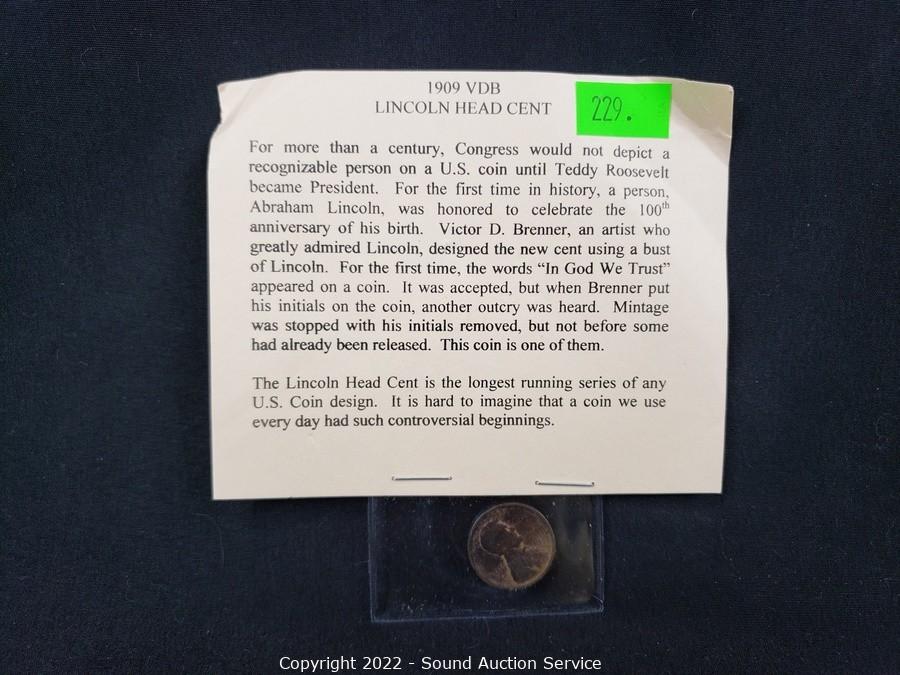 1909 VDB
LINCOLN HEAD CENT
229.
For more than a century, Congress would not depict a
recognizable person on a U.S. coin until Teddy Roosevelt
became President. For the first time in history, a person,
Abraham Lincoln, was honored to celebrate the 100th
anniversary of his birth. Victor D. Brenner, an artist who
greatly admired Lincoln, designed the new cent using a bust
of Lincoln. For the first time, the words “In God We Trust”
appeared on a coin. It was accepted, but when Brenner put
his initials on the coin, another outcry was heard. Mintage
was stopped with his initials removed, but not before some
had already been released. This coin is one of them.
The Lincoln Head Cent is the longest running series of any
U.S. Coin design. It is hard to imagine that a coin we use
every day had such controversial beginnings.
Copyright 2022 - Sound Auction Service